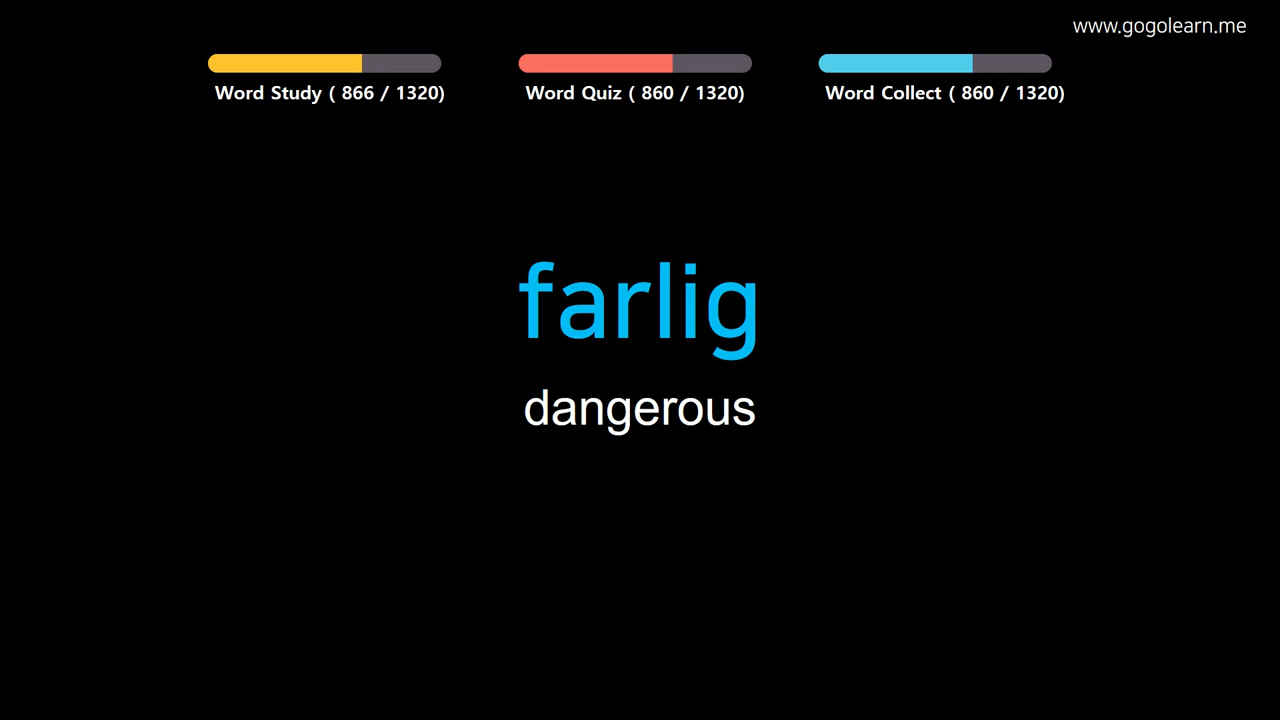 www.gogolearn.me
Word Study ( 866 / 1320)
Word Quiz ( 860 / 1320)
Word Collect ( 860 / 1320)
farlig
dangerous